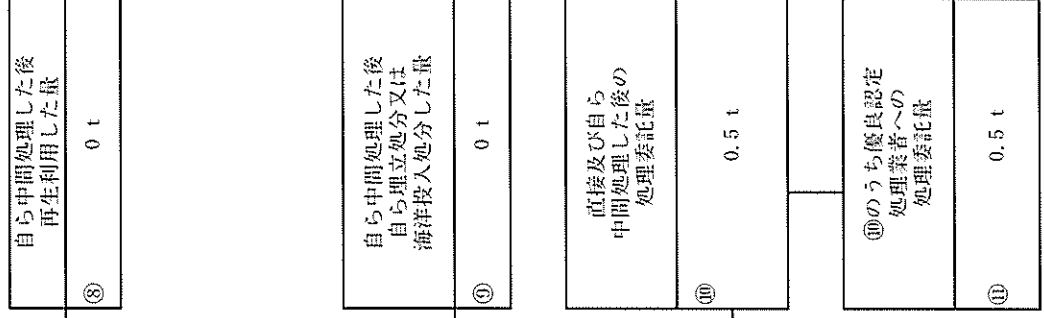 自ら中間処理した後
再生利用した量
⑧ 0 t
自ら中間処理した後
自ら埋立処分又は
海洋投入処分した量
⑨ 0 t
直接及び自ら
中間処理した後の
処理委託量
⑩ 0.5 t
⑩のうち優良認定
処理業者への
処理委託量
⑪ 0.5 t